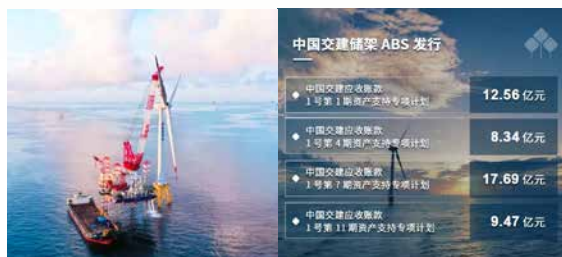 中国交建储架 ABS 发行
中国交建应收账款
1 号第 1 期资产支持专项计划
12.56 亿元
中国交建应收账款
1 号第 4 期资产支持专项计划
8.34 亿元
中国交建应收账款
1 号第 7 期资产支持专项计划
17.69 亿元
中国交建应收账款
1 号第 11 期资产支持专项计划
9.47 亿元